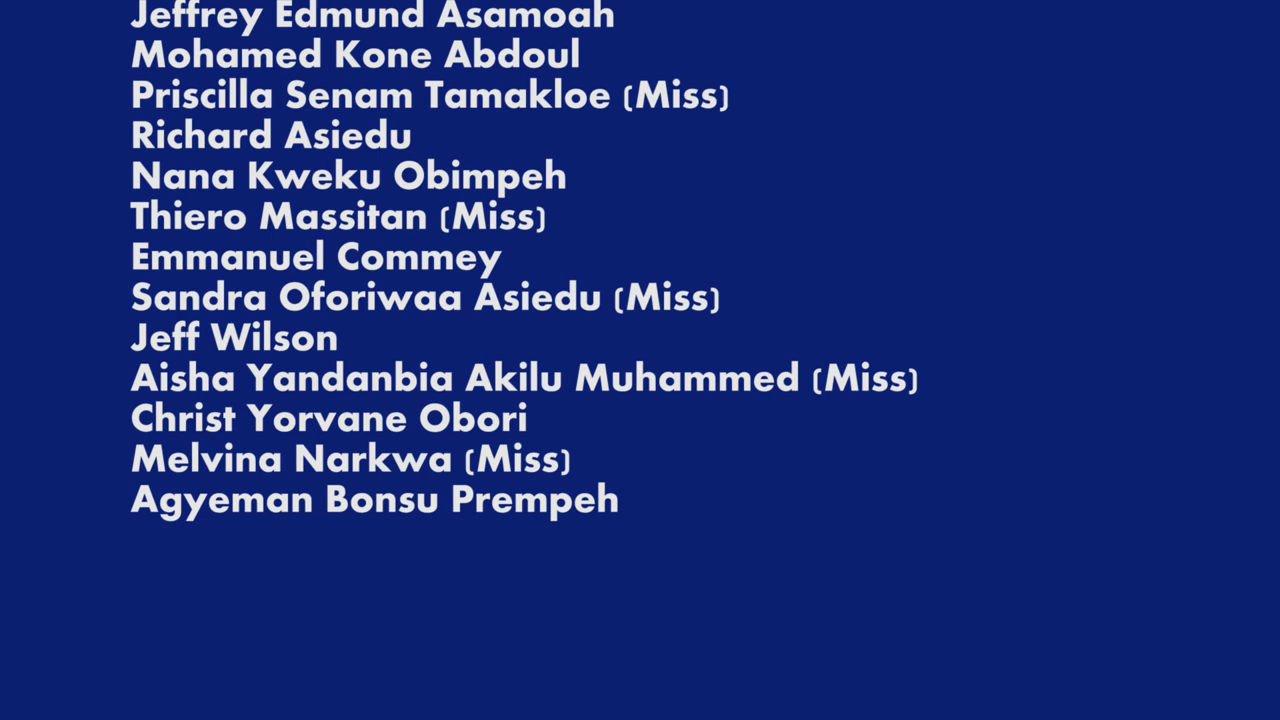 Jeffrey Edmund Asamoah
Mohamed Kone Abdoul
Priscilla Senam Tamakloe (Miss)
Richard Asiedu
Nana Kweku Obimpeh
Thiero Massitan (Miss)
Emmanuel Commey
Sandra Oforiwaa Asiedu (Miss)
Jeff Wilson
Aisha Yandanbia Akilu Muhammed (Miss)
Christ Yorvane Obori
Melvina Narkwa (Miss)
Agyeman Bonsu Prempeh